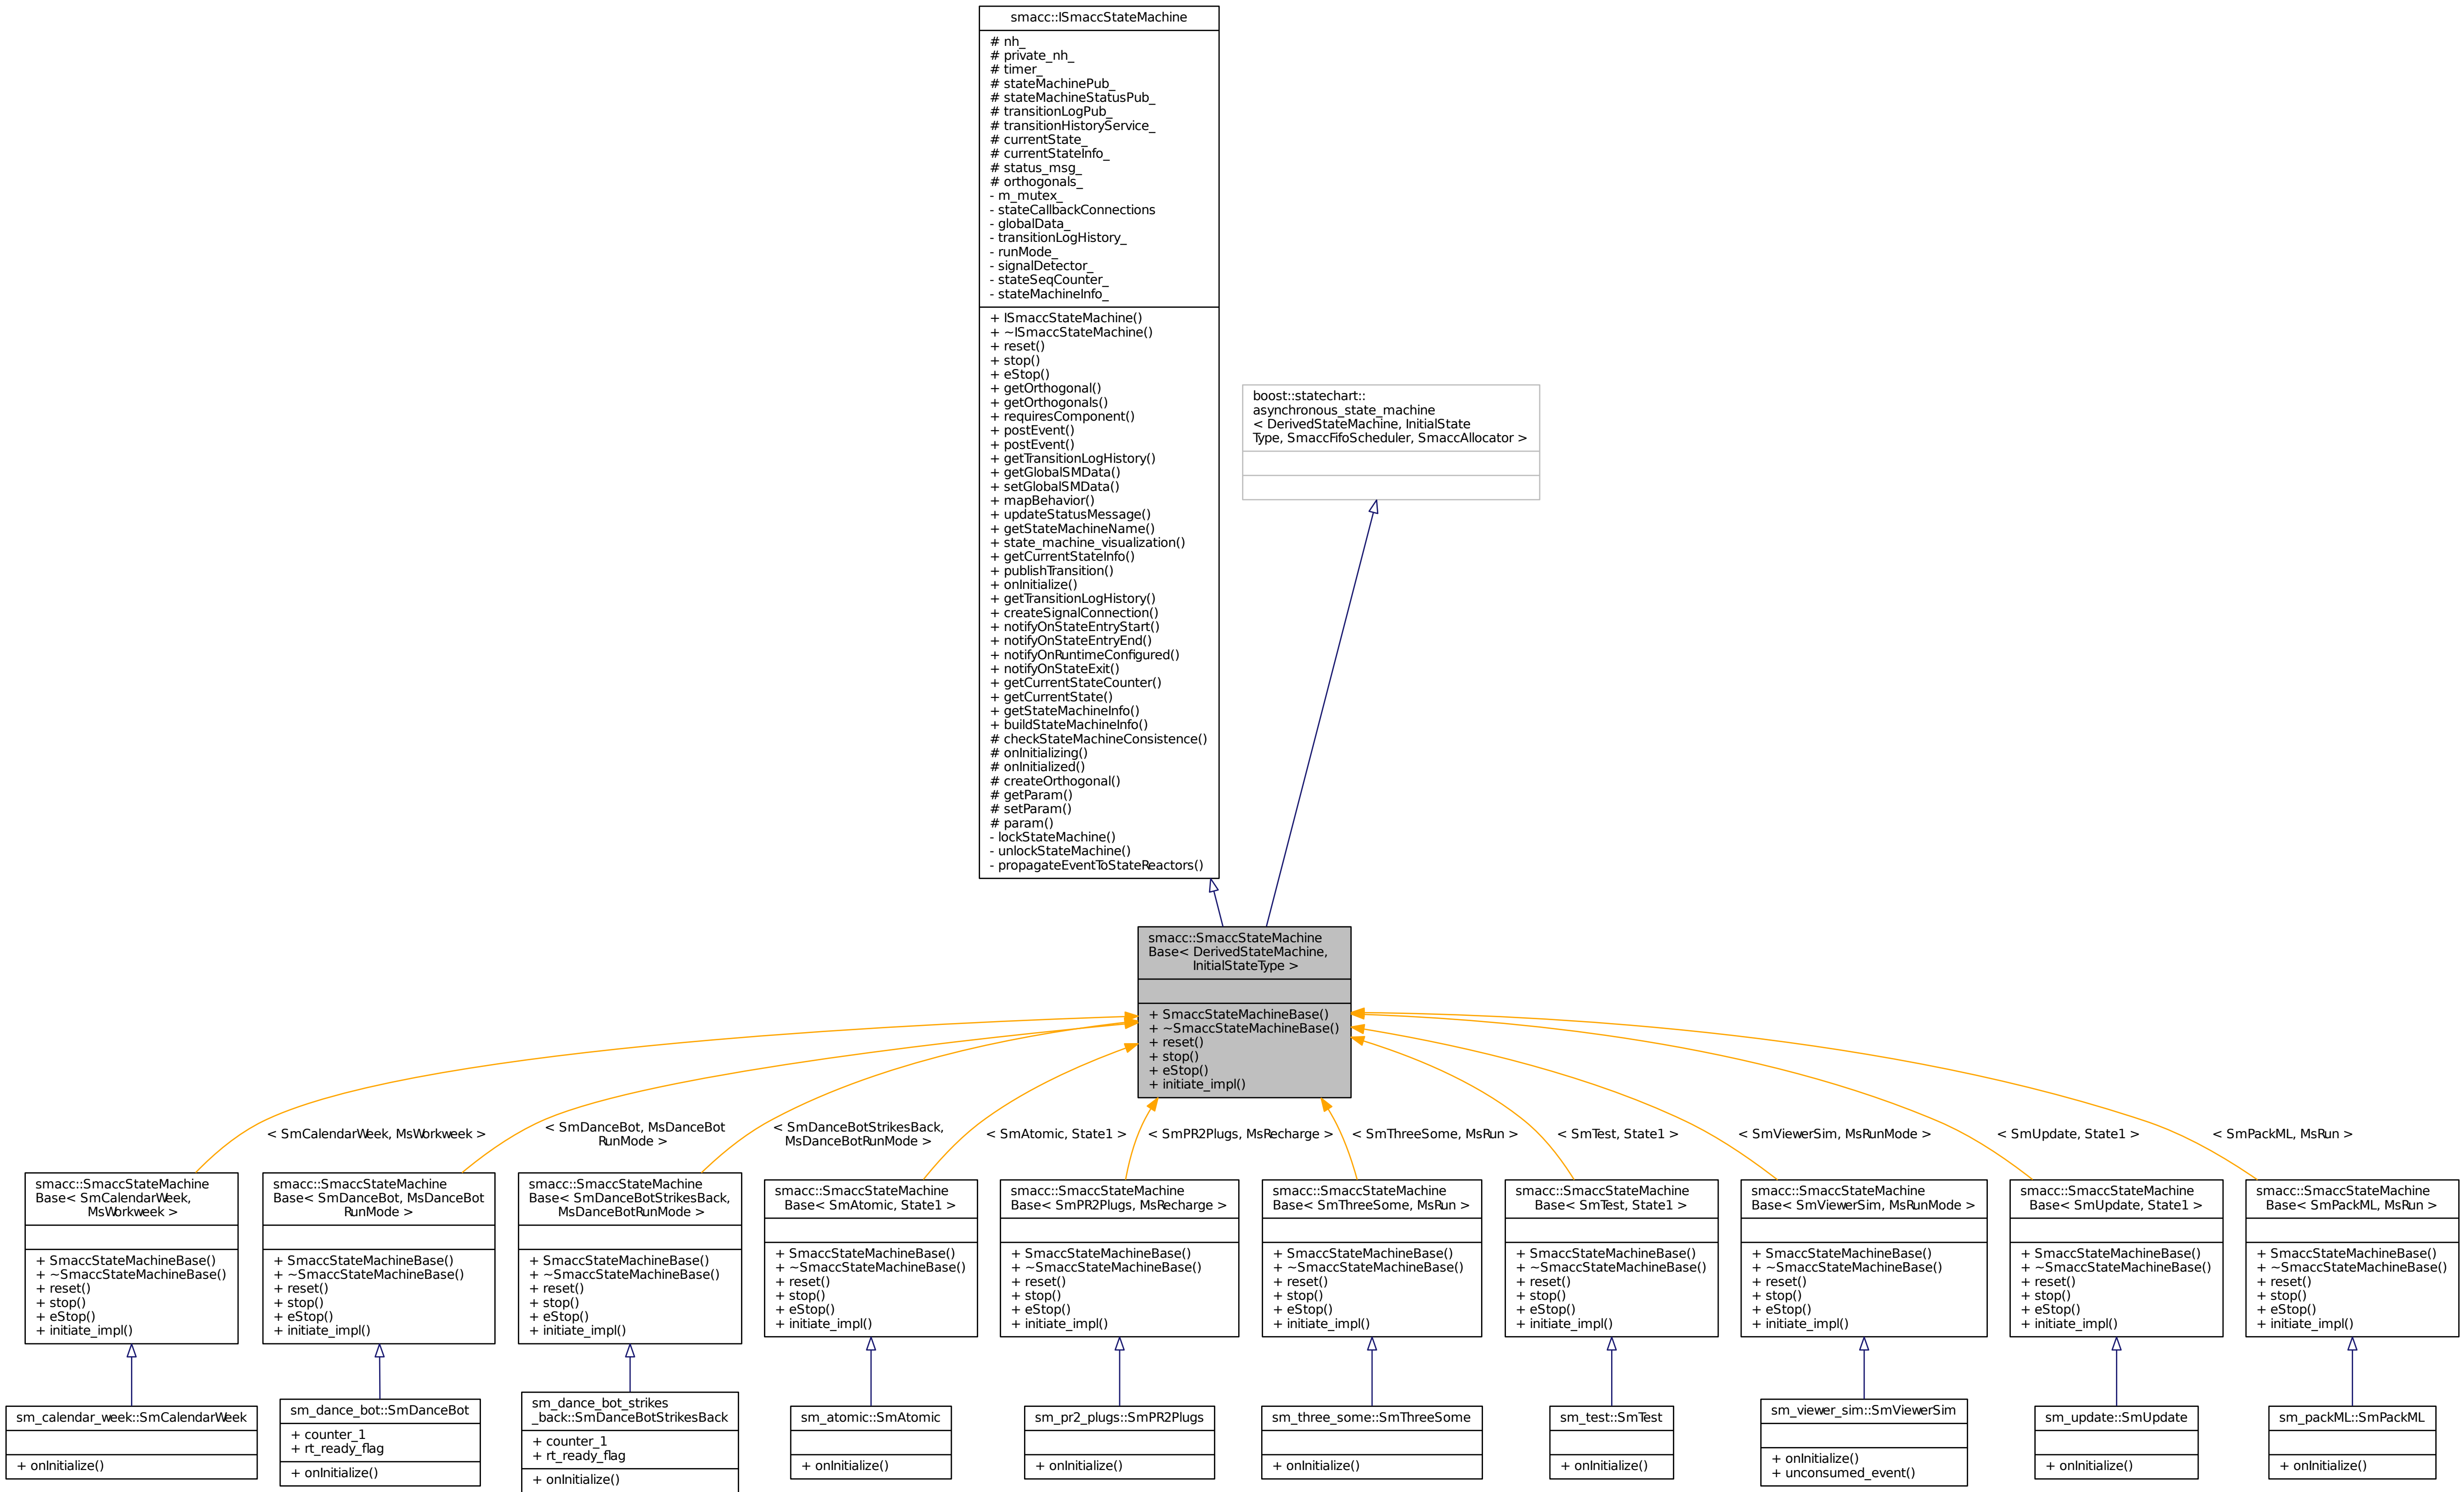 smacc::ISmaccStateMachine
# nh_
# private_nh_
# timer_
# stateMachinePub_
# stateMachineStatusPub_
# transitionLogPub_
# transitionHistoryService_
# currentState_
# currentStateInfo_
# status_msg_
# orthogonals_
- m_mutex_
- stateCallbackConnections
- globalData_
- transitionLogHistory_
- runMode_
- signalDetector_
- stateSeqCounter_
- stateMachineInfo_
+ ISmaccStateMachine()
+ ~ISmaccStateMachine()
+ reset()
+ stop()
+ eStop()
+ getOrthogonal()
+ getOrthogonals()
+ requiresComponent()
+ postEvent()
+ postEvent()
+ getTransitionLogHistory()
+ getGlobalSMData()
+ setGlobalSMData()
+ mapBehavior()
+ updateStatusMessage()
+ getStateMachineName()
+ state_machine_visualization()
+ getCurrentStateInfo()
+ publishTransition()
+ onInitialize()
+ getTransitionLogHistory()
+ createSignalConnection()
+ notifyOnStateEntryStart()
+ notifyOnStateEntryEnd()
+ notifyOnRuntimeConfigured()
+ notifyOnStateExit()
+ getCurrentStateCounter()
+ getCurrentState()
+ getStateMachineInfo()
+ buildStateMachineInfo()
# checkStateMachineConsistence()
# onInitializing()
# onInitialized()
# createOrthogonal()
# getParam()
# setParam()
# param()
- lockStateMachine()
- unlockStateMachine()
- propagateEventToStateReactors()
boost::statechart::
asynchronous_state_machine
< DerivedStateMachine, InitialState
Type, SmaccFifoScheduler, SmaccAllocator >
smacc::SmaccStateMachine
Base< DerivedStateMachine,
InitialStateType >
+ SmaccStateMachineBase()
+ ~SmaccStateMachineBase()
+ reset()
+ stop()
+ eStop()
+ initiate_impl()
< SmCalendarWeek, MsWorkweek >
< SmDanceBot, MsDanceBot
RunMode >
< SmDanceBotStrikesBack,
MsDanceBotRunMode >
< SmAtomic, State1 >
< SmPR2Plugs, MsRecharge >
< SmThreeSome, MsRun >
< SmTest, State1 >
< SmViewerSim, MsRunMode >
< SmUpdate, State1 >
< SmPackML, MsRun >
smacc::SmaccStateMachine
Base< SmCalendarWeek,
MsWorkweek >
+ SmaccStateMachineBase()
+ ~SmaccStateMachineBase()
+ reset()
+ stop()
+ eStop()
+ initiate_impl()
smacc::SmaccStateMachine
Base< SmDanceBot, MsDanceBot
RunMode >
+ SmaccStateMachineBase()
+ ~SmaccStateMachineBase()
+ reset()
+ stop()
+ eStop()
+ initiate_impl()
smacc::SmaccStateMachine
Base< SmDanceBotStrikesBack,
MsDanceBotRunMode >
+ SmaccStateMachineBase()
+ ~SmaccStateMachineBase()
+ reset()
+ stop()
+ eStop()
+ initiate_impl()
smacc::SmaccStateMachine
Base< SmAtomic, State1 >
+ SmaccStateMachineBase()
+ ~SmaccStateMachineBase()
+ reset()
+ stop()
+ eStop()
+ initiate_impl()
smacc::SmaccStateMachine
Base< SmPR2Plugs, MsRecharge >
+ SmaccStateMachineBase()
+ ~SmaccStateMachineBase()
+ reset()
+ stop()
+ eStop()
+ initiate_impl()
smacc::SmaccStateMachine
Base< SmThreeSome, MsRun >
+ SmaccStateMachineBase()
+ ~SmaccStateMachineBase()
+ reset()
+ stop()
+ eStop()
+ initiate_impl()
smacc::SmaccStateMachine
Base< SmTest, State1 >
+ SmaccStateMachineBase()
+ ~SmaccStateMachineBase()
+ reset()
+ stop()
+ eStop()
+ initiate_impl()
smacc::SmaccStateMachine
Base< SmViewerSim, MsRunMode >
+ SmaccStateMachineBase()
+ ~SmaccStateMachineBase()
+ reset()
+ stop()
+ eStop()
+ initiate_impl()
smacc::SmaccStateMachine
Base< SmUpdate, State1 >
+ SmaccStateMachineBase()
+ ~SmaccStateMachineBase()
+ reset()
+ stop()
+ eStop()
+ initiate_impl()
smacc::SmaccStateMachine
Base< SmPackML, MsRun >
+ SmaccStateMachineBase()
+ ~SmaccStateMachineBase()
+ reset()
+ stop()
+ eStop()
+ initiate_impl()
sm_calendar_week::SmCalendarWeek
+ onInitialize()
sm_dance_bot::SmDanceBot
+ counter_1
+ rt_ready_flag
+ onInitialize()
sm_dance_bot_strikes
_back::SmDanceBotStrikesBack
+ counter_1
+ rt_ready_flag
+ onInitialize()
sm_atomic::SmAtomic
+ onInitialize()
sm_pr2_plugs::SmPR2Plugs
+ onInitialize()
sm_three_some::SmThreeSome
+ onInitialize()
sm_test::SmTest
+ onInitialize()
sm_viewer_sim::SmViewerSim
+ onInitialize()
+ unconsumed_event()
sm_update::SmUpdate
+ onInitialize()
sm_packML::SmPackML
+ onInitialize()